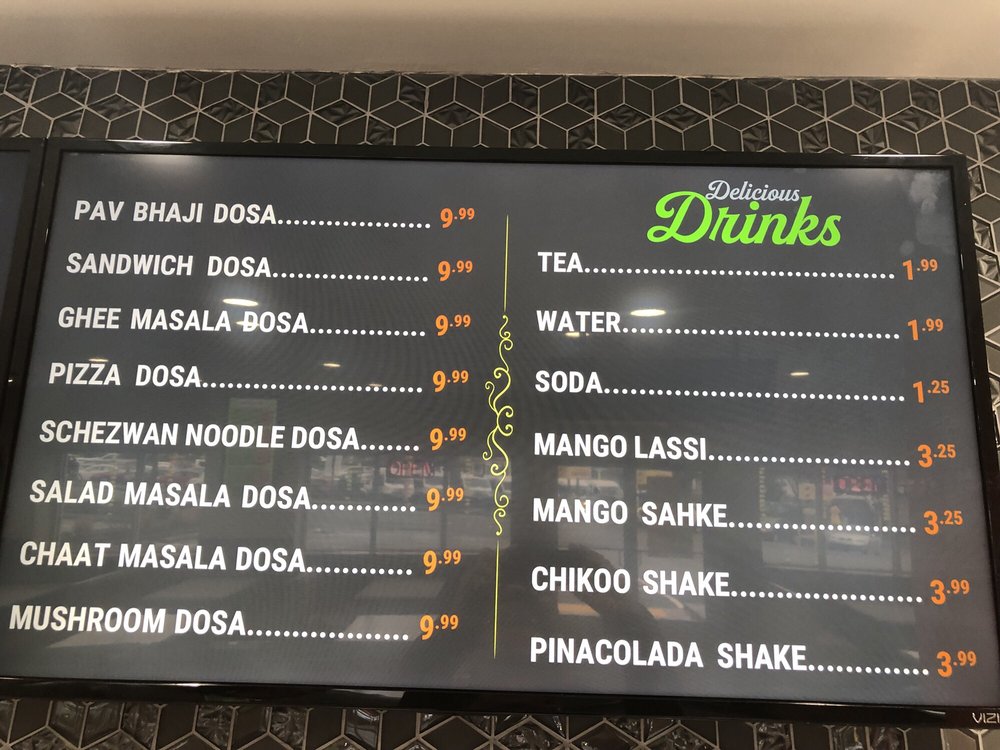 PAV BHAJI DOSA.................. 9.99
SANDWICH DOSA.................. 9.99
GHEE MASALA DOSA............. 9.99
PIZZA DOSA.......................... 9.99
SCHEZWAN NOODLE DOSA....... 9.99
SALAD MASALA DOSA............ 9.99
CHAAT MASALA DOSA............ 9.99
MUSHROOM DOSA.................. 9.99
Delicious
Drinks
TEA..................................... 1.99
WATER................................. 1.99
SODA................................... 1.25
MANGO LASSI........................ 3.25
MANGO SAHKE...................... 3.25
CHIKOO SHAKE...................... 3.99
PINACOLADA SHAKE............. 3.99
OPEN
OPEN